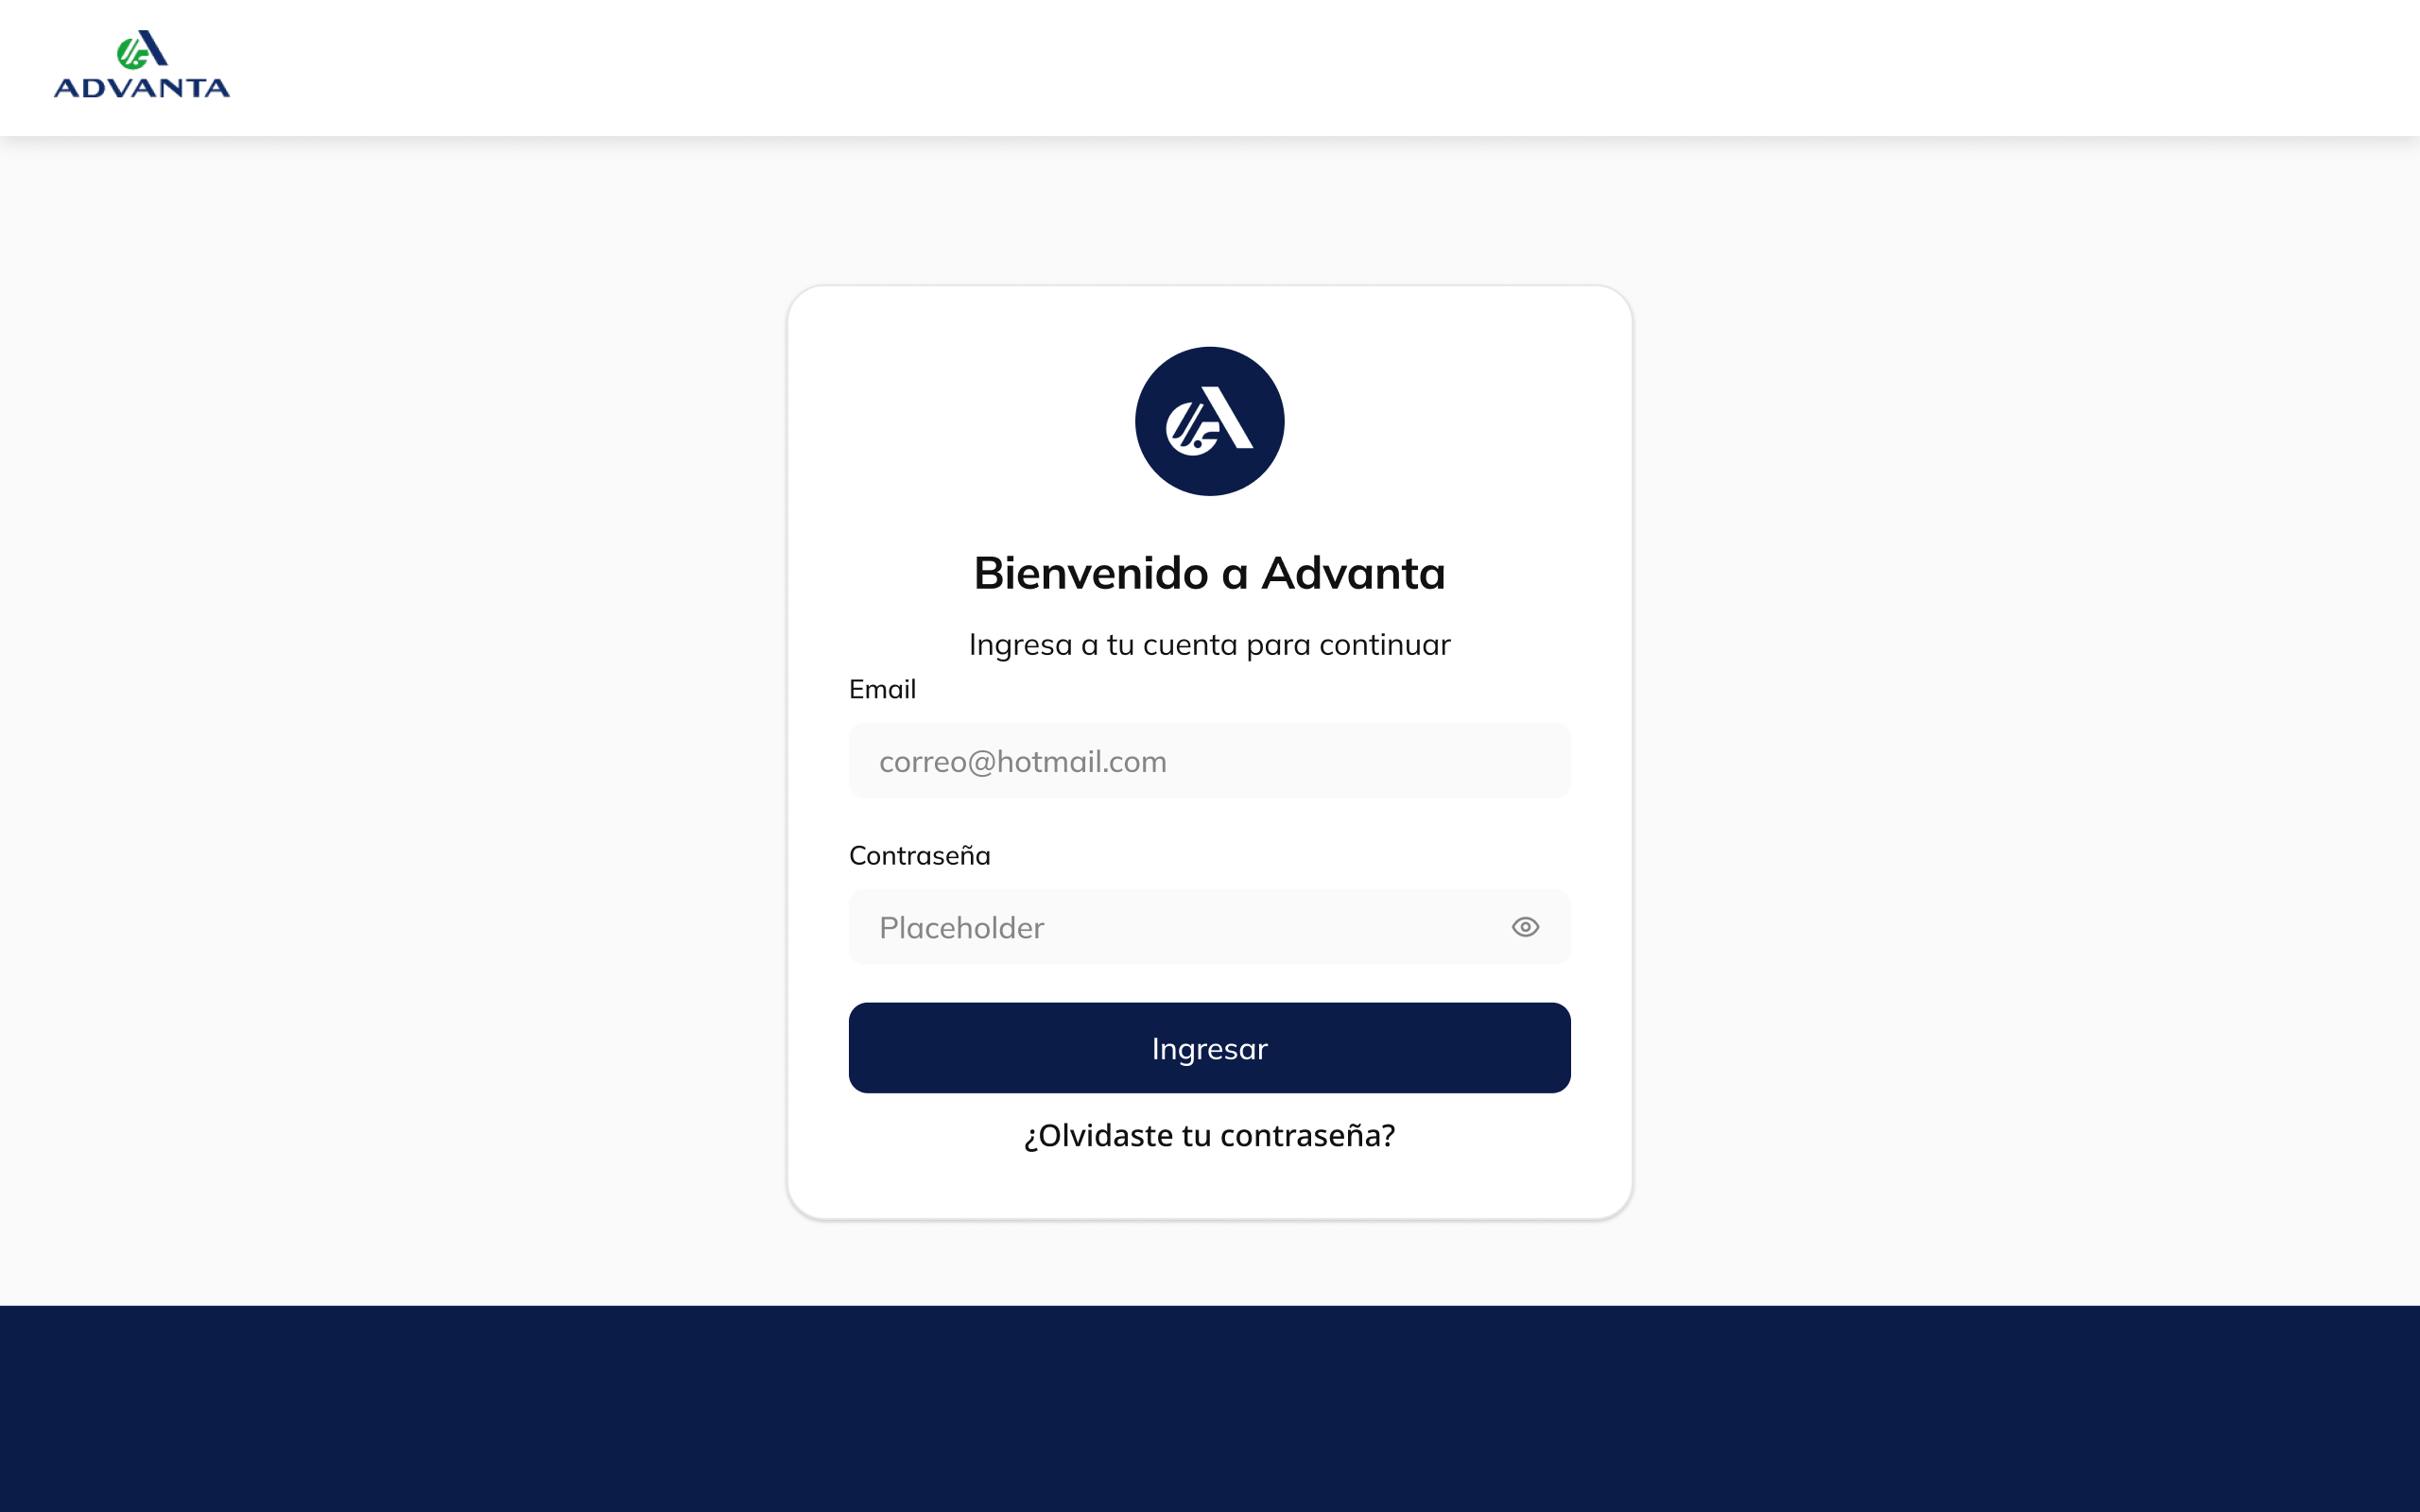 ADVANTA
Bienvenido a Advanta
Ingresa a tu cuenta para continuar
Email
correo@hotmail.com
Contraseña
Placeholder
Ingresar
¿Olvidaste tu contraseña?